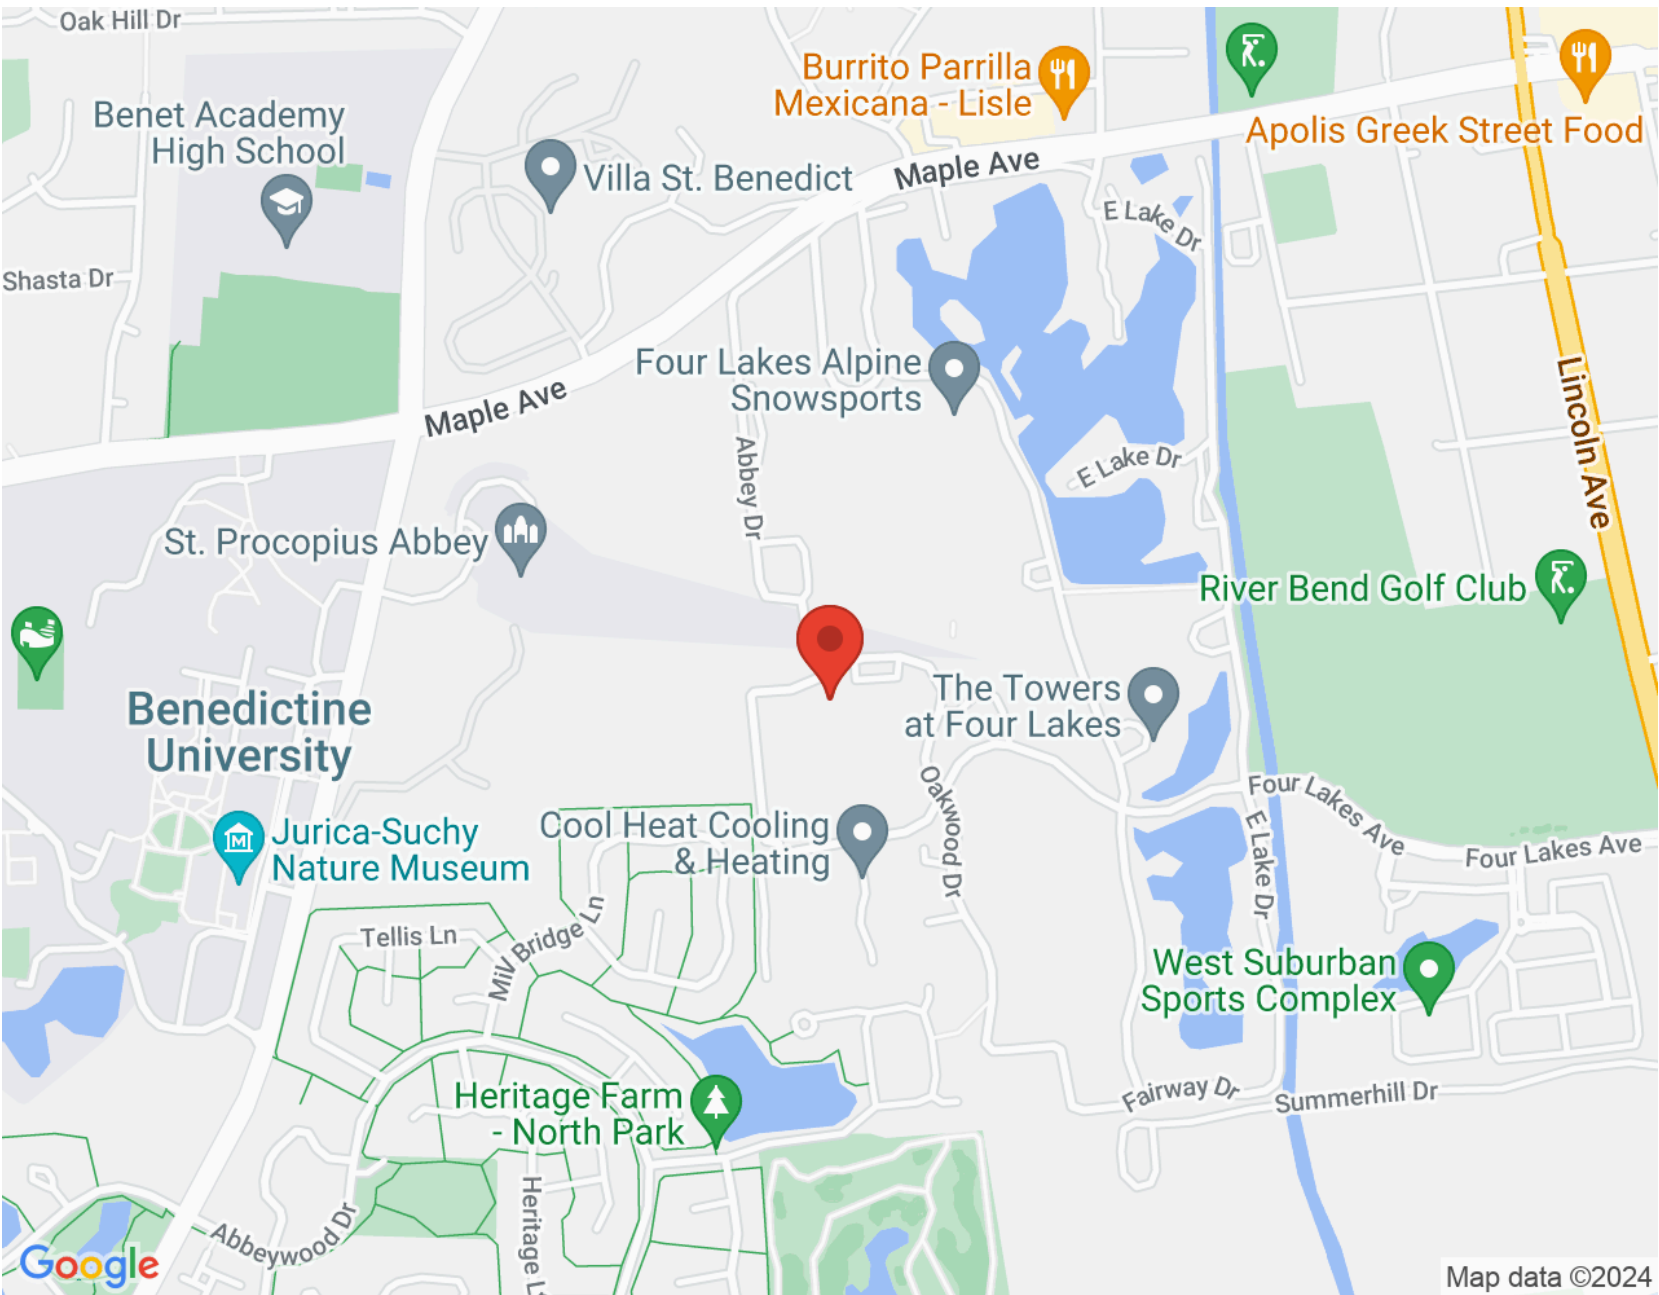 Oak Hill Dr
Burrito Parrilla
Mexicana - Lisle
Benet Academy
High School
Apolis Greek Street Food
Maple Ave
Villa St. Benedict
E Lake Dr
Shasta Dr
Four Lakes Alpine
Snowsports
Maple Ave
Lincoln Ave
Abbey Dr
E Lake Dr
St. Procopius Abbey
River Bend Golf Club
Benedictine
University
The Towers
at Four Lakes
Oakwood Dr
Four Lakes Ave
Jurica-Suchy
Nature Museum
Cool Heat Cooling
& Heating
E Lake Dr
Four Lakes Ave
Tellis Ln
Mill Bridge Ln
West Suburban
Sports Complex
Heritage Farm
- North Park
Fairway Dr
Summerhill Dr
Abbeywood Dr
Heritage L
Google
Map data ©2024